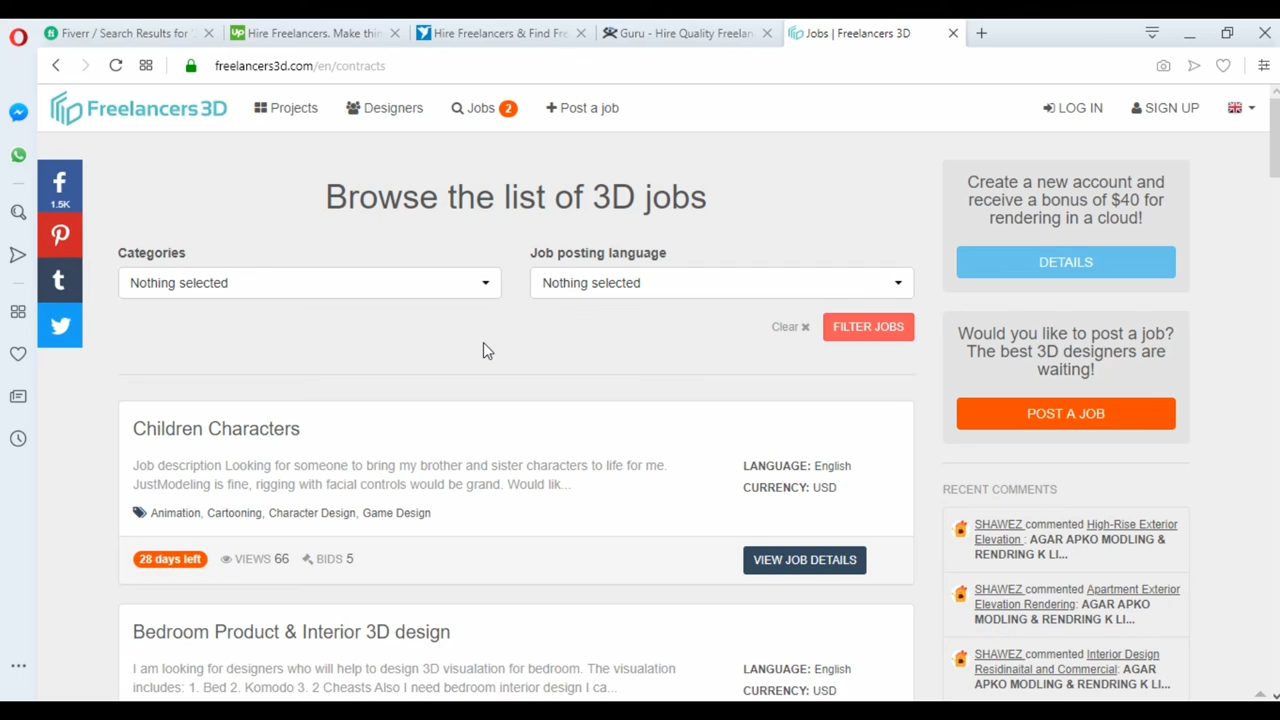 Fiverr / Search Results for '
Up Hire Freelancers. Make thin
Hire Freelancers & Find Fre
Guru - Hire Quality Freelan
Jobs | Freelancers 3D
freelancers3d.com/en/contracts
Freelancers 3D
Projects
Designers
Jobs 2
Post a job
LOG IN
SIGN UP
1.5K
Browse the list of 3D jobs
Categories
Job posting language
Nothing selected
Nothing selected
Clear
FILTER JOBS
Children Characters
Job description Looking for someone to bring my brother and sister characters to life for me.
JustModeling is fine, rigging with facial controls would be grand. Would lik...
LANGUAGE: English
CURRENCY: USD
Animation, Cartooning, Character Design, Game Design
28 days left
VIEWS 66
BIDS 5
VIEW JOB DETAILS
Bedroom Product & Interior 3D design
I am looking for designers who will help to design 3D visualation for bedroom. The visualation
includes: 1. Bed 2. Komodo 3. 2 Cheasts Also I need bedroom interior design I ca...
LANGUAGE: English
CURRENCY: USD
Create a new account and
receive a bonus of $40 for
rendering in a cloud!
DETAILS
Would you like to post a job?
The best 3D designers are
waiting!
POST A JOB
RECENT COMMENTS
SHAWEZ commented High-Rise Exterior
Elevation : AGAR APKO MODLING &
RENDRING K LI...
SHAWEZ commented Apartment Exterior
Elevation Rendering: AGAR APKO
MODLING & RENDRING K LI...
SHAWEZ commented Interior Design
Residinaital and Commercial: AGAR
APKO MODLING & RENDRING K LI...